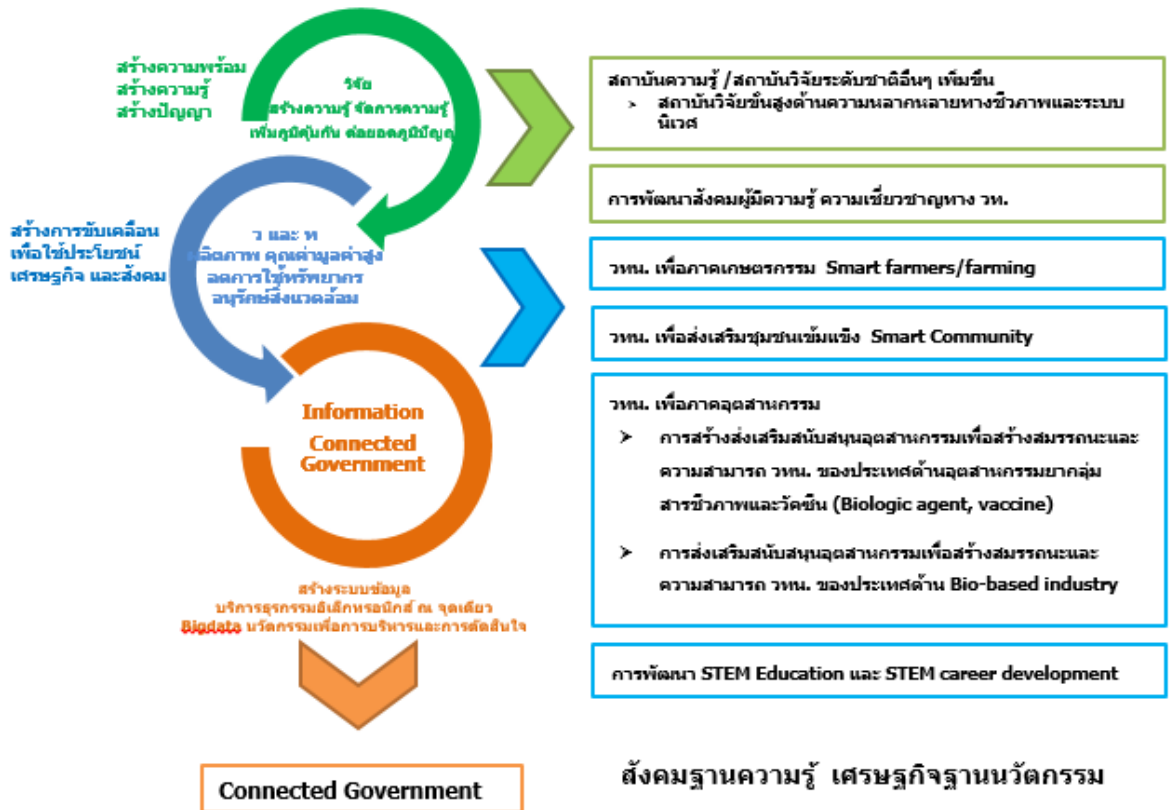 สร้างความพร้อม
สร้างความรู้
สร้างปัญญา
วิจัย
สร้างความรู้ จัดการความรู้
เพิ่มภูมิคุ้มกัน ต่อยอดภูมิปัญญ
สร้างการขับเคลื่อน
เพื่อใช้ประโยชน์
เศรษฐกิจ และสังคม
ว และ ท
ผลิตภาพ คุณค่ามูลค่าสูง
ลดการใช้ทรัพยากร
อนุรักษ์สิ่งแวดล้อม
Information
Connected
Government
สร้างระบบข้อมูล
บริการธุรกรรมอิเล็กทรอนิกส์ ณ จุดเดียว
Bigdata นวัตกรรมเพื่อการบริหารและการตัดสินใจ
Connected Government
สถาบันความรู้ /สถาบันวิจัยระดับชาติอื่นๆ เพิ่มขึ้น
➢ สถาบันวิจัยขั้นสูงด้านความหลากหลายทางชีวภาพและระบบ
นิเวศ
การพัฒนาสังคมผู้มีความรู้ ความเชี่ยวชาญทาง วท.
วทน. เพื่อภาคเกษตรกรรม Smart farmers/farming
วทน. เพื่อส่งเสริมชุมชนเข้มแข็ง Smart Community
วทน. เพื่อภาคอุตสาหกรรม
➢ การสร้างส่งเสริมสนับสนุนอุตสาหกรรมเพื่อสร้างสมรรถนะและ
ความสามารถ วทน. ของประเทศด้านอุตสาหกรรมยากลุ่ม
สารชีวภาพและวัคซีน (Biologic agent, vaccine)
➢ การส่งเสริมสนับสนุนอุตสาหกรรมเพื่อสร้างสมรรถนะและ
ความสามารถ วทน. ของประเทศด้าน Bio-based industry
การพัฒนา STEM Education และ STEM career development
สังคมฐานความรู้ เศรษฐกิจฐานนวัตกรรม